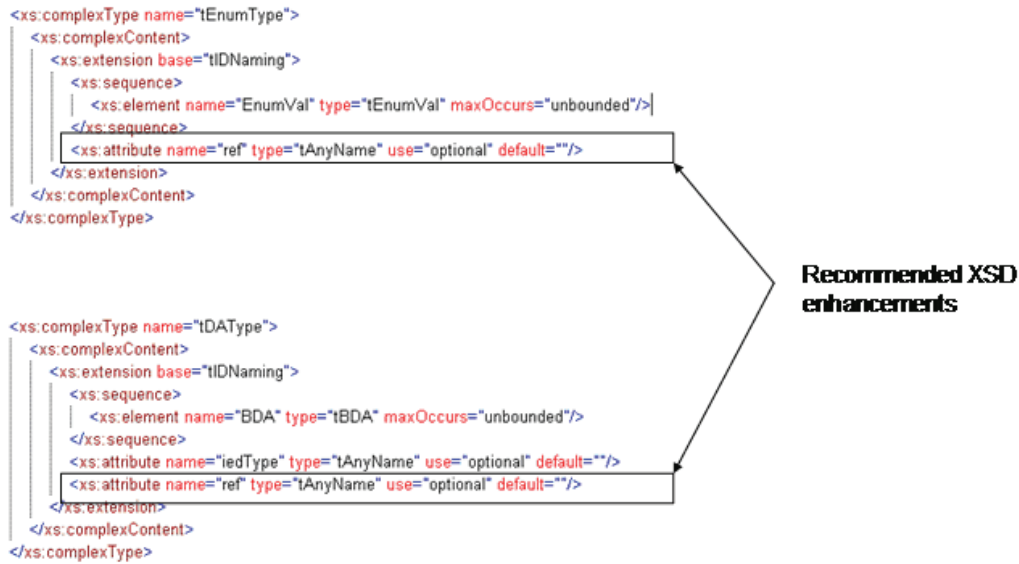 <xs:complexType name="tEnumType">
<xs:complexContent>
<xs:extension base="tIDNaming">
<xs:sequence>
<xs:element name="EnumVal" type="tEnumVal" maxOccurs="unbounded"/>
</xs:sequence>
<xs:attribute name="ref" type="tAnyName" use="optional" default=""/>
</xs:extension>
</xs:complexContent>
</xs:complexType>
Recommended XSD
enhancements
<xs:complexType name="tDAType">
<xs:complexContent>
<xs:extension base="tIDNaming">
<xs:sequence>
<xs:element name="BDA" type="tBDA" maxOccurs="unbounded"/>
</xs:sequence>
<xs:attribute name="iedType" type="tAnyName" use="optional" default=""/>
<xs:attribute name="ref" type="tAnyName" use="optional" default=""/>
</xs:extension>
</xs:complexContent>
</xs:complexType>